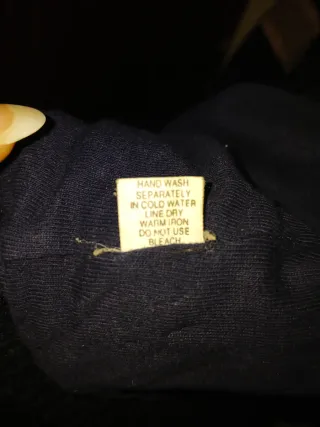 HAND WASH
SEPARATELY
IN COLD WATER
LINE DRY
WARM IRON
DO NOT USE
BLEACH